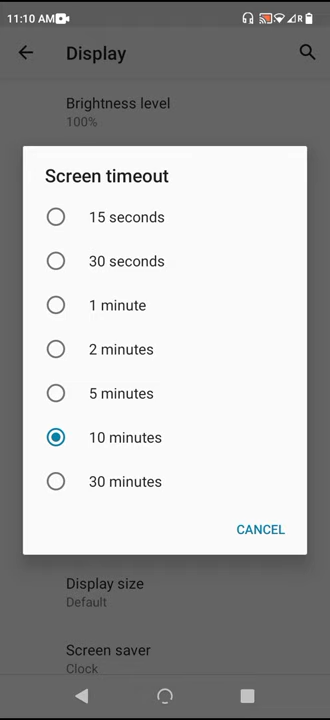 11:10 AM
R
Display
Brightness level
100%
Screen timeout
15 seconds
30 seconds
1 minute
2 minutes
5 minutes
10 minutes
30 minutes
CANCEL
Display size
Default
Screen saver
Clock